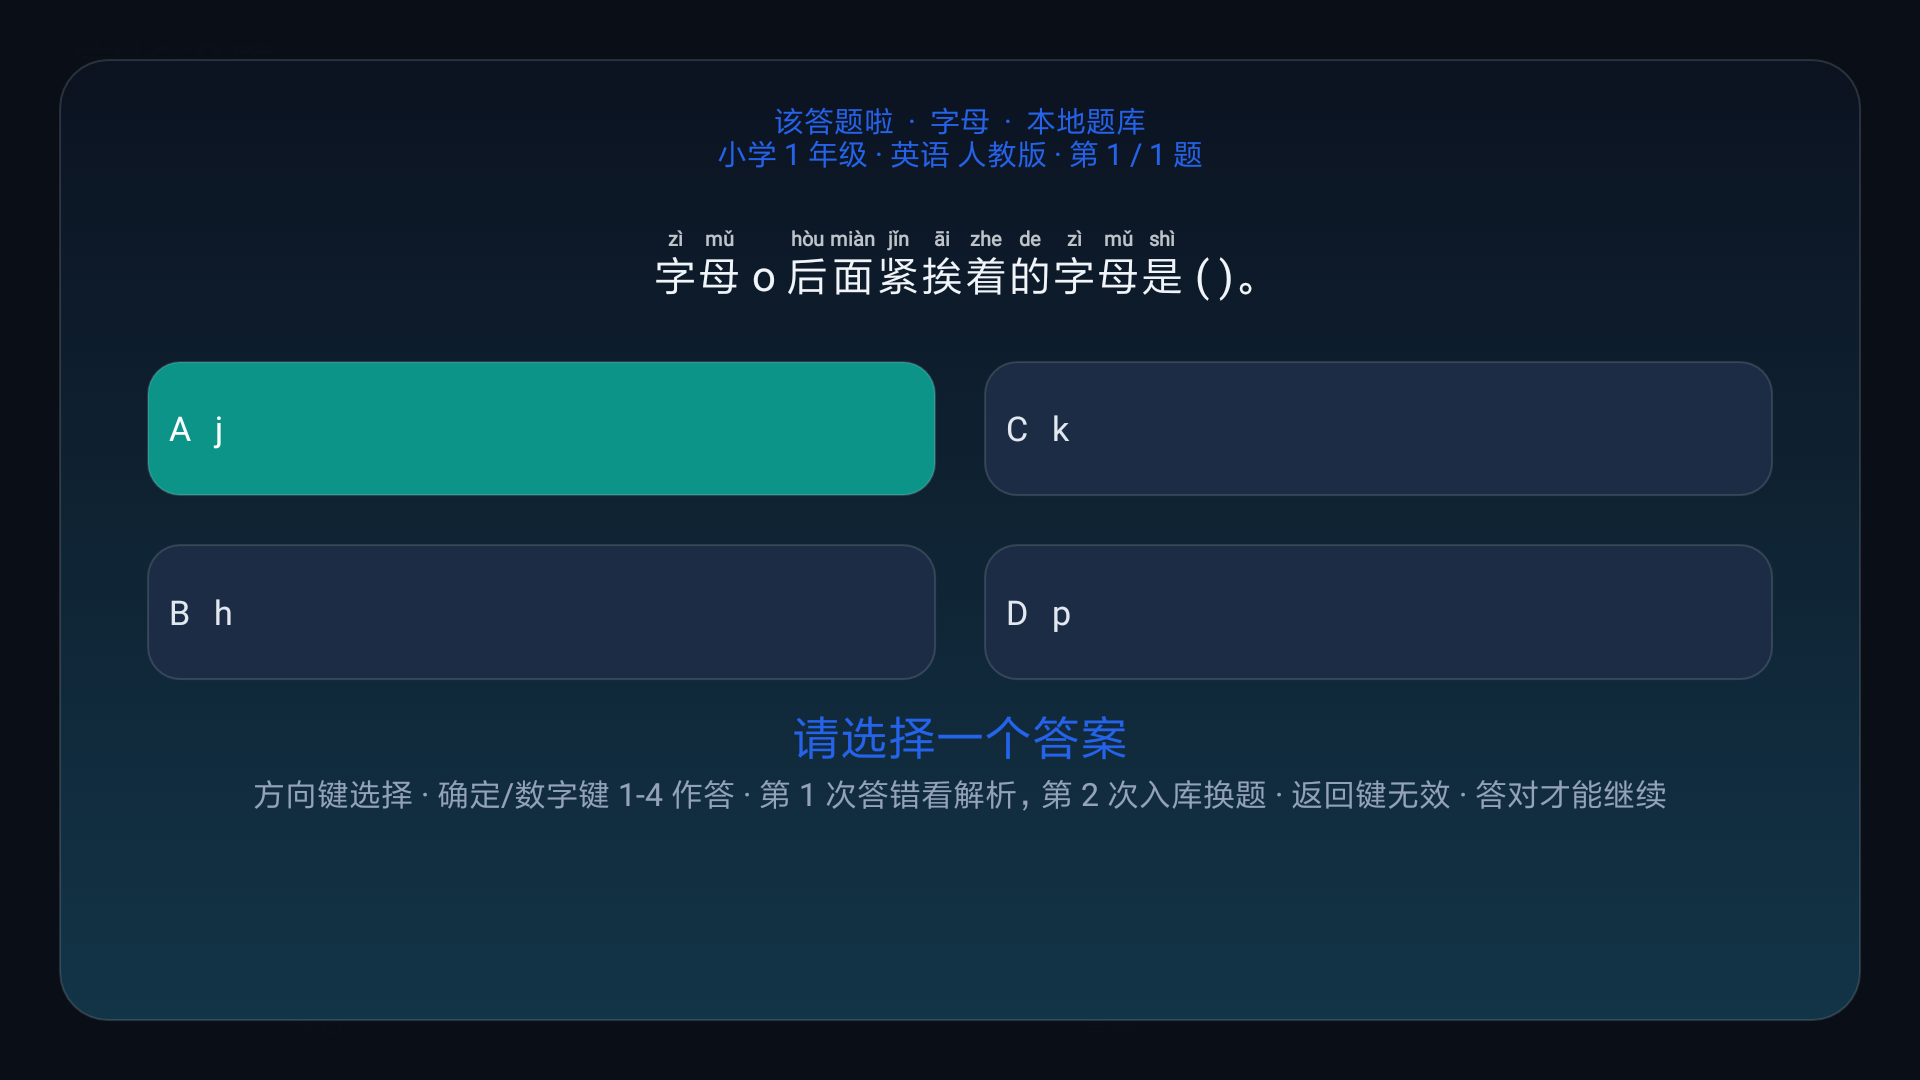 该答题啦 · 字母 · 本地题库
小学 1 年级 · 英语 人教版 · 第 1 / 1 题
zì mǔ hòu miàn jǐn āi zhe de zì mǔ shì
字母 o 后面紧挨着的字母是 ( )。
A j
C k
B h
D p
请选择一个答案
方向键选择 · 确定/数字键 1-4 作答 · 第 1 次答错看解析, 第 2 次入库换题 · 返回键无效 · 答对才能继续